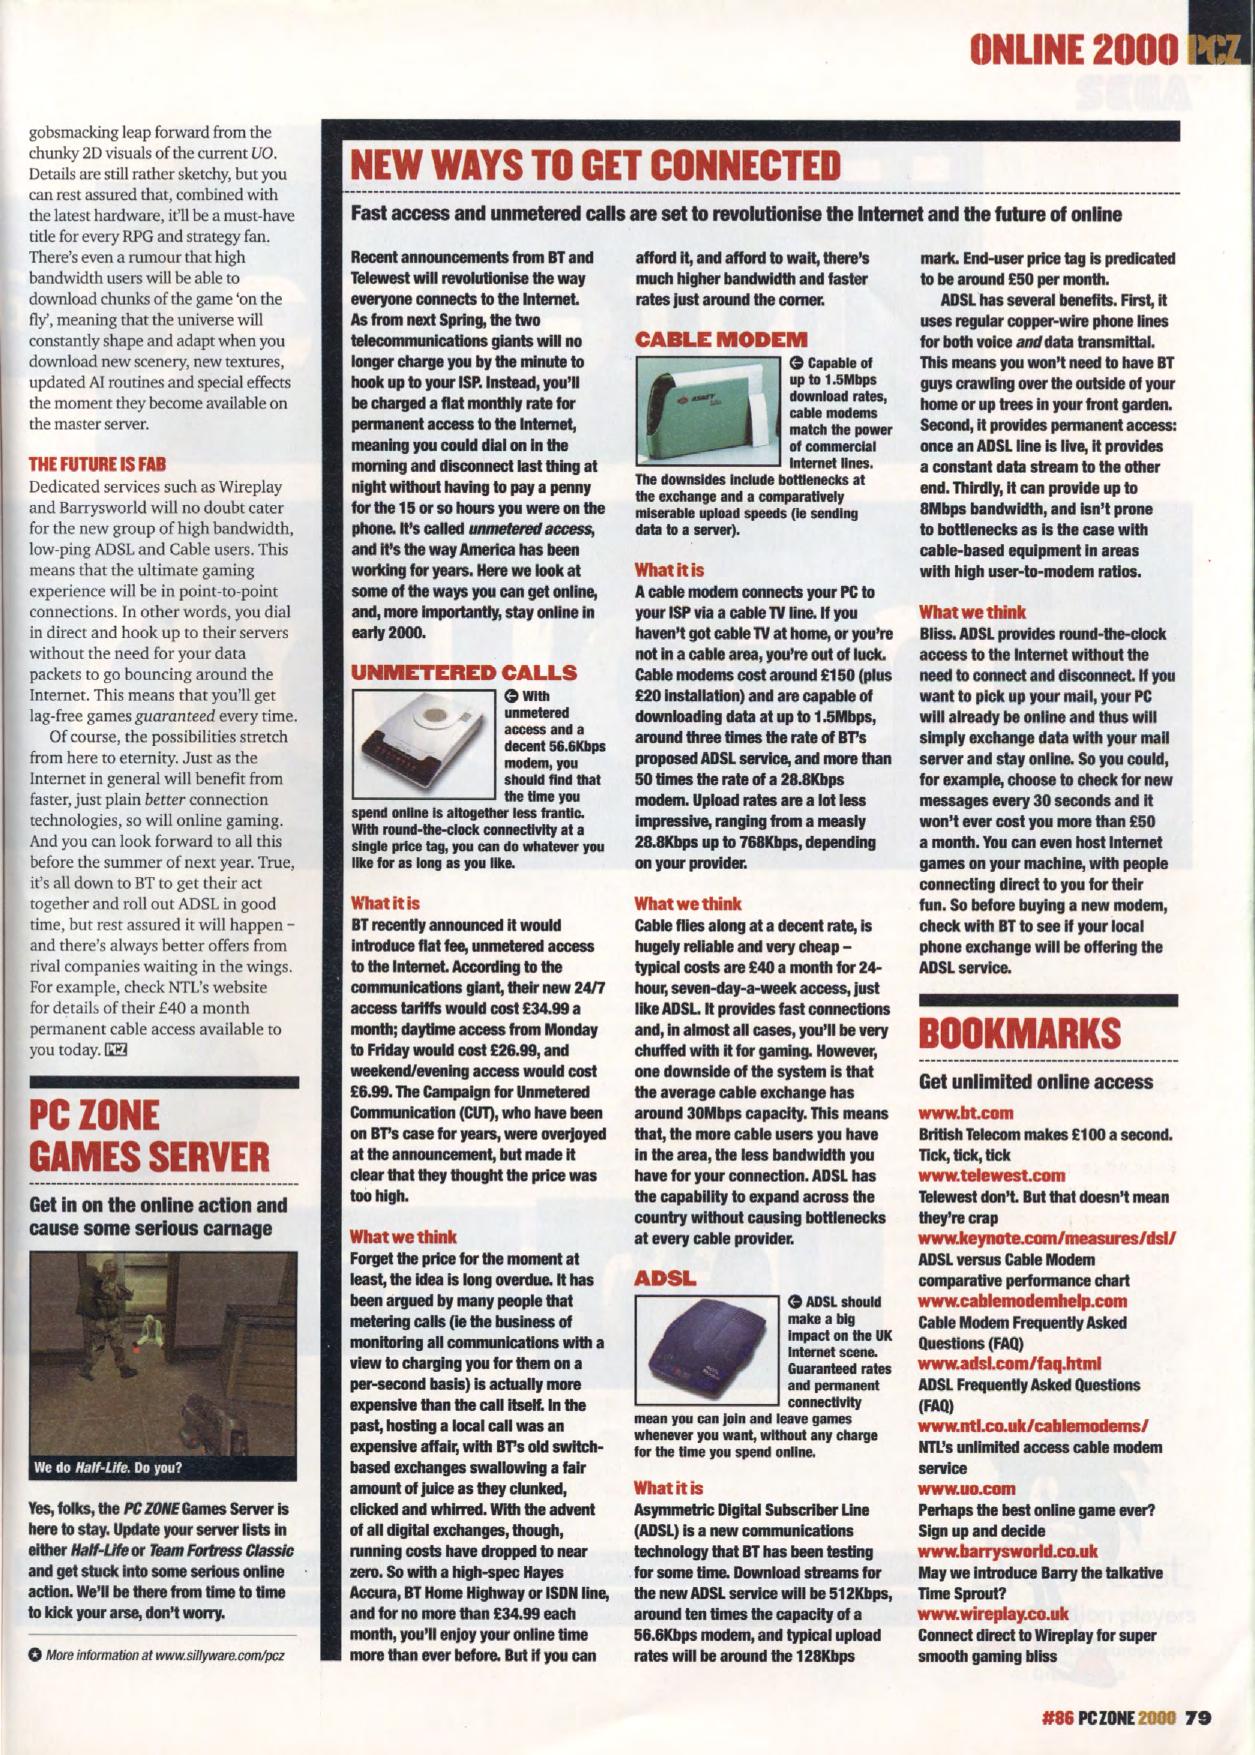 ONLINE 2000 PCZ
gobsmacking leap forward from the
chunky 2D visuals of the current UO.
Details are still rather sketchy, but you
can rest assured that, combined with
the latest hardware, it'll be a must-have
title for every RPG and strategy fan.
There's even a rumour that high
bandwidth users will be able to
download chunks of the game 'on the
fly', meaning that the universe will
constantly shape and adapt when you
download new scenery, new textures,
updated AI routines and special effects
the moment they become available on
the master server.
THE FUTURE IS FAB
Dedicated services such as Wireplay
and Barrysworld will no doubt cater
for the new group of high bandwidth,
low-ping ADSL and Cable users. This
means that the ultimate gaming
experience will be in point-to-point
connections. In other words, you dial
in direct and hook up to their servers
without the need for your data
packets to go bouncing around the
Internet. This means that you'll get
lag-free games guaranteed every time.
Of course, the possibilities stretch
from here to eternity. Just as the
Internet in general will benefit from
faster, just plain better connection
technologies, so will online gaming.
And you can look forward to all this
before the summer of next year. True,
it's all down to BT to get their act
together and roll out ADSL in good
time, but rest assured it will happen –
and there's always better offers from
rival companies waiting in the wings.
For example, check NTL's website
for details of their £40 a month
permanent cable access available to
you today. PCZ
PC ZONE
GAMES SERVER
Get in on the online action and
cause some serious carnage
We do Half-Life. Do you?
Yes, folks, the PC ZONE Games Server is
here to stay. Update your server lists in
either Half-Life or Team Fortress Classic
and get stuck into some serious online
action. We'll be there from time to time
to kick your arse, don't worry.
More information at www.sillyware.com/pcz
NEW WAYS TO GET CONNECTED
Fast access and unmetered calls are set to revolutionise the Internet and the future of online
Recent announcements from BT and
Telewest will revolutionise the way
everyone connects to the Internet.
As from next Spring, the two
telecommunications giants will no
longer charge you by the minute to
hook up to your ISP. Instead, you'll
be charged a flat monthly rate for
permanent access to the Internet,
meaning you could dial on in the
morning and disconnect last thing at
night without having to pay a penny
for the 15 or so hours you were on the
phone. It's called unmetered access,
and it's the way America has been
working for years. Here we look at
some of the ways you can get online,
and, more importantly, stay online in
early 2000.
UNMETERED CALLS
With
unmetered
access and a
decent 56.6Kbps
modem, you
should find that
the time you
spend online is altogether less frantic.
With round-the-clock connectivity at a
single price tag, you can do whatever you
like for as long as you like.
What it is
BT recently announced it would
introduce flat fee, unmetered access
to the Internet. According to the
communications giant, their new 24/7
access tariffs would cost £34.99 a
month; daytime access from Monday
to Friday would cost £26.99, and
weekend/evening access would cost
£6.99. The Campaign for Unmetered
Communication (CUT), who have been
on BT's case for years, were overjoyed
at the announcement, but made it
clear that they thought the price was
too high.
What we think
Forget the price for the moment at
least, the idea is long overdue. It has
been argued by many people that
metering calls (ie the business of
monitoring all communications with a
view to charging you for them on a
per-second basis) is actually more
expensive than the call itself. In the
past, hosting a local call was an
expensive affair, with BT's old switch-
based exchanges swallowing a fair
amount of juice as they clunked,
clicked and whirred. With the advent
of all digital exchanges, though,
running costs have dropped to near
zero. So with a high-spec Hayes
Accura, BT Home Highway or ISDN line,
and for no more than £34.99 each
month, you'll enjoy your online time
more than ever before. But if you can
afford it, and afford to wait, there's
much higher bandwidth and faster
rates just around the corner.
CABLE MODEM
Capable of
up to 1.5Mbps
download rates,
cable modems
match the power
of commercial
Internet lines.
The downsides include bottlenecks at
the exchange and a comparatively
miserable upload speeds (ie sending
data to a server).
What it is
A cable modem connects your PC to
your ISP via a cable TV line. If you
haven't got cable TV at home, or you're
not in a cable area, you're out of luck.
Cable modems cost around £150 (plus
£20 installation) and are capable of
downloading data at up to 1.5Mbps,
around three times the rate of BT's
proposed ADSL service, and more than
50 times the rate of a 28.8Kbps
modem. Upload rates are a lot less
impressive, ranging from a measly
28.8Kbps up to 768Kbps, depending
on your provider.
What we think
Cable flies along at a decent rate, is
hugely reliable and very cheap –
typical costs are £40 a month for 24-
hour, seven-day-a-week access, just
like ADSL. It provides fast connections
and, in almost all cases, you'll be very
chuffed with it for gaming. However,
one downside of the system is that
the average cable exchange has
around 30Mbps capacity. This means
that, the more cable users you have
in the area, the less bandwidth you
have for your connection. ADSL has
the capability to expand across the
country without causing bottlenecks
at every cable provider.
ADSL
ADSL should
make a big
impact on the UK
Internet scene.
Guaranteed rates
and permanent
connectivity
mean you can join and leave games
whenever you want, without any charge
for the time you spend online.
What it is
Asymmetric Digital Subscriber Line
(ADSL) is a new communications
technology that BT has been testing
for some time. Download streams for
the new ADSL service will be 512Kbps,
around ten times the capacity of a
56.6Kbps modem, and typical upload
rates will be around the 128Kbps
mark. End-user price tag is predicated
to be around £50 per month.
ADSL has several benefits. First, it
uses regular copper-wire phone lines
for both voice and data transmittal.
This means you won't need to have BT
guys crawling over the outside of your
home or up trees in your front garden.
Second, it provides permanent access:
once an ADSL line is live, it provides
a constant data stream to the other
end. Thirdly, it can provide up to
8Mbps bandwidth, and isn't prone
to bottlenecks as is the case with
cable-based equipment in areas
with high user-to-modem ratios.
What we think
Bliss. ADSL provides round-the-clock
access to the Internet without the
need to connect and disconnect. If you
want to pick up your mail, your PC
will already be online and thus will
simply exchange data with your mail
server and stay online. So you could,
for example, choose to check for new
messages every 30 seconds and it
won't ever cost you more than £50
a month. You can even host Internet
games on your machine, with people
connecting direct to you for their
fun. So before buying a new modem,
check with BT to see if your local
phone exchange will be offering the
ADSL service.
BOOKMARKS
Get unlimited online access
www.bt.com
British Telecom makes £100 a second.
Tick, tick, tick
www.telewest.com
Telewest don't. But that doesn't mean
they're crap
www.keynote.com/measures/dsl/
ADSL versus Cable Modem
comparative performance chart
www.cablemodemhelp.com
Cable Modem Frequently Asked
Questions (FAQ)
www.adsl.com/faq.html
ADSL Frequently Asked Questions
(FAQ)
www.ntl.co.uk/cablemodems/
NTL's unlimited access cable modem
service
www.uo.com
Perhaps the best online game ever?
Sign up and decide
www.barrysworld.co.uk
May we introduce Barry the talkative
Time Sprout?
www.wireplay.co.uk
Connect direct to Wireplay for super
smooth gaming bliss
#86 PC ZONE 2000 79